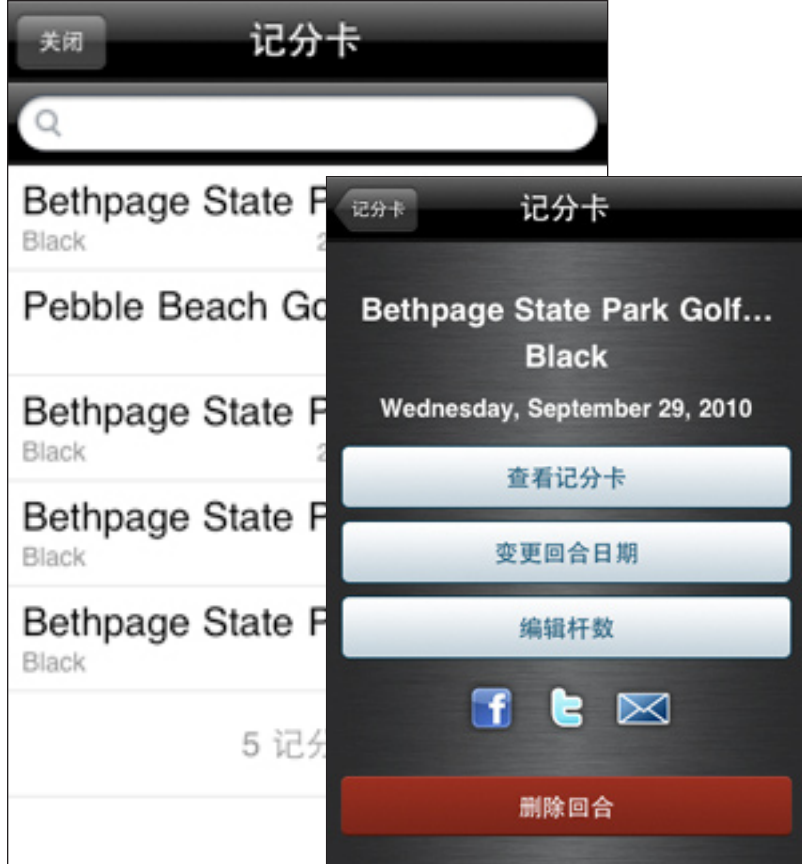 关闭
记分卡
Bethpage State
Black
Pebble Beach
Bethpage State
Black
Bethpage State
Black
Bethpage State
Black
5 记分
记分卡
记分卡
Bethpage State Park Golf...
Black
Wednesday, September 29, 2010
查看记分卡
变更回合日期
编辑杆数
删除回合